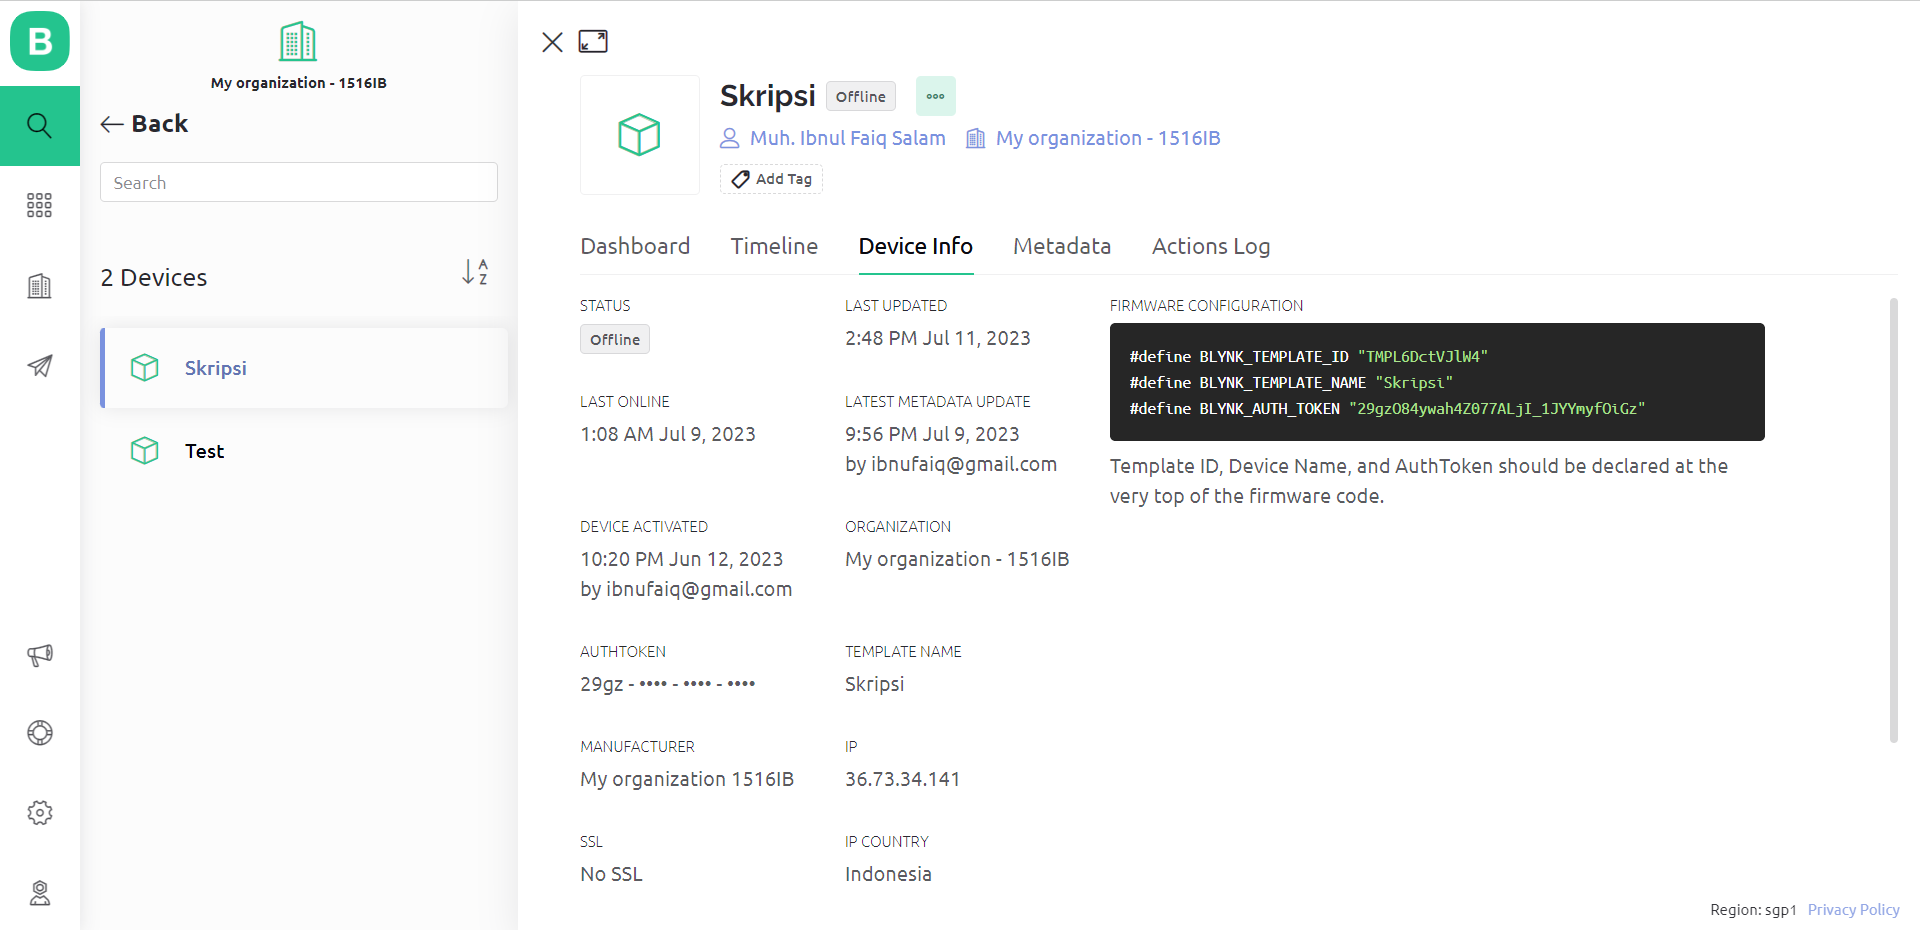 B
My organization - 1516IB
Back
Search
2 Devices
A
Z
Skripsi
Test
Skripsi Offline
Muh. Ibnul Faiq Salam My organization - 1516IB
Add Tag
Dashboard Timeline Device Info Metadata Actions Log
STATUS
Offline
LAST UPDATED
2:48 PM Jul 11, 2023
LAST ONLINE
1:08 AM Jul 9, 2023
LATEST METADATA UPDATE
9:56 PM Jul 9, 2023
by ibnufaiq@gmail.com
DEVICE ACTIVATED
10:20 PM Jun 12, 2023
by ibnufaiq@gmail.com
ORGANIZATION
My organization - 1516IB
AUTHTOKEN
29gz - •••• - •••• - ••••
TEMPLATE NAME
Skripsi
MANUFACTURER
My organization 1516IB
IP
36.73.34.141
SSL
No SSL
IP COUNTRY
Indonesia
FIRMWARE CONFIGURATION
#define BLYNK_TEMPLATE_ID "TMPL6DctVJlW4"
#define BLYNK_TEMPLATE_NAME "Skripsi"
#define BLYNK_AUTH_TOKEN "29gzO84ywah4Z077ALjI_1JYYmyfOiGz"
Template ID, Device Name, and AuthToken should be declared at the
very top of the firmware code.
Region: sgp1 Privacy Policy